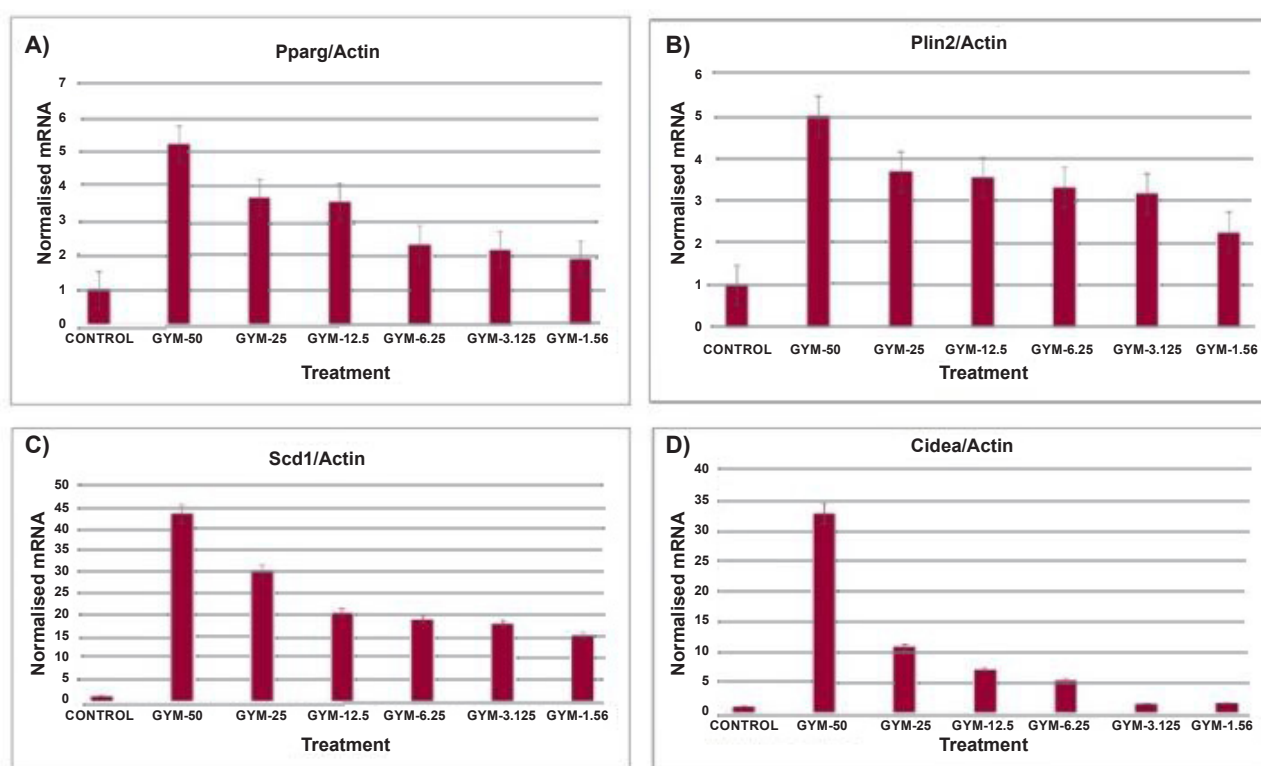 A)
Pparg/Actin
Normalised mRNA
7
6
5
4
3
2
1
0
CONTROL GYM-50 GYM-25 GYM-12.5 GYM-6.25 GYM-3.125 GYM-1.56
Treatment
B)
Plin2/Actin
Normalised mRNA
6
5
4
3
2
1
0
CONTROL GYM-50 GYM-25 GYM-12.5 GYM-6.25 GYM-3.125 GYM-1.56
Treatment
C)
Scd1/Actin
Normalised mRNA
50
45
40
35
30
25
20
15
10
5
0
CONTROL GYM-50 GYM-25 GYM-12.5 GYM-6.25 GYM-3.125 GYM-1.56
Treatment
D)
Cidea/Actin
Normalised mRNA
40
35
30
25
20
15
10
5
0
CONTROL GYM-50 GYM-25 GYM-12.5 GYM-6.25 GYM-3.125 GYM-1.56
Treatment